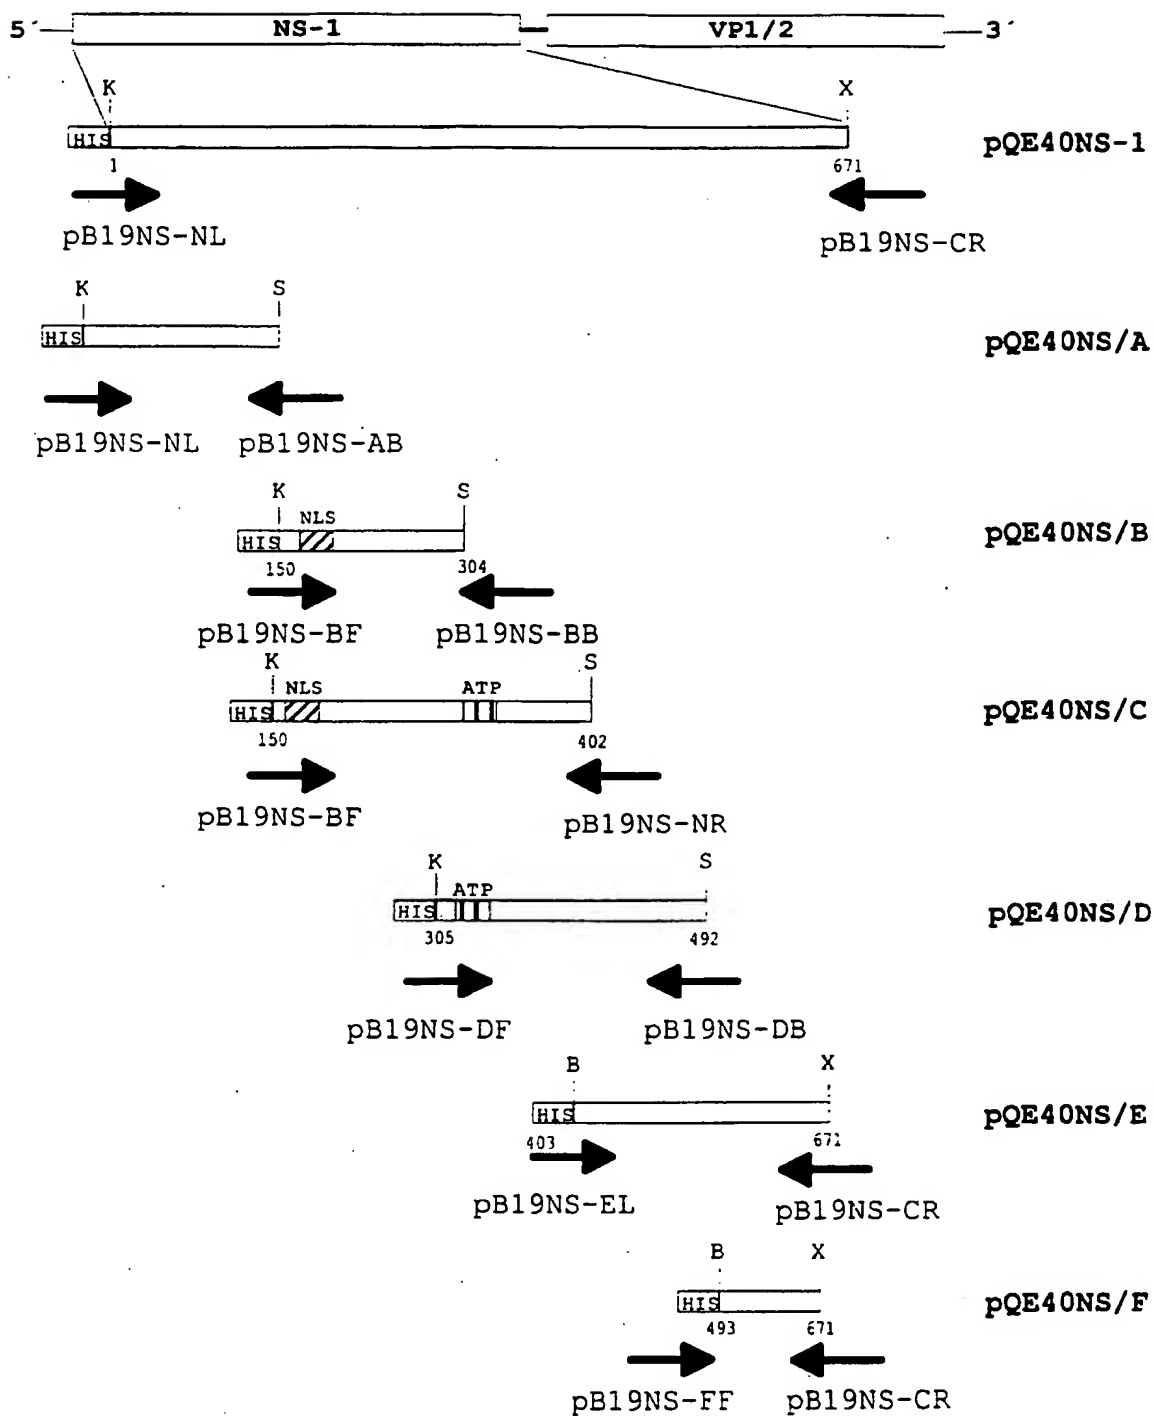 5´ NS-1 VP1/2 3´
K X
HIS pQE40NS-1
1 671
pB19NS-NL pB19NS-CR
K S
HIS pQE40NS/A
pB19NS-NL pB19NS-AB
K S
NLS
HIS pQE40NS/B
150 304
pB19NS-BF pB19NS-BB
K S
NLS ATP
HIS pQE40NS/C
150 402
pB19NS-BF pB19NS-NR
K S
ATP
HIS pQE40NS/D
305 492
pB19NS-DF pB19NS-DB
B X
HIS pQE40NS/E
403 671
pB19NS-EL pB19NS-CR
B X
HIS pQE40NS/F
493 671
pB19NS-FF pB19NS-CR